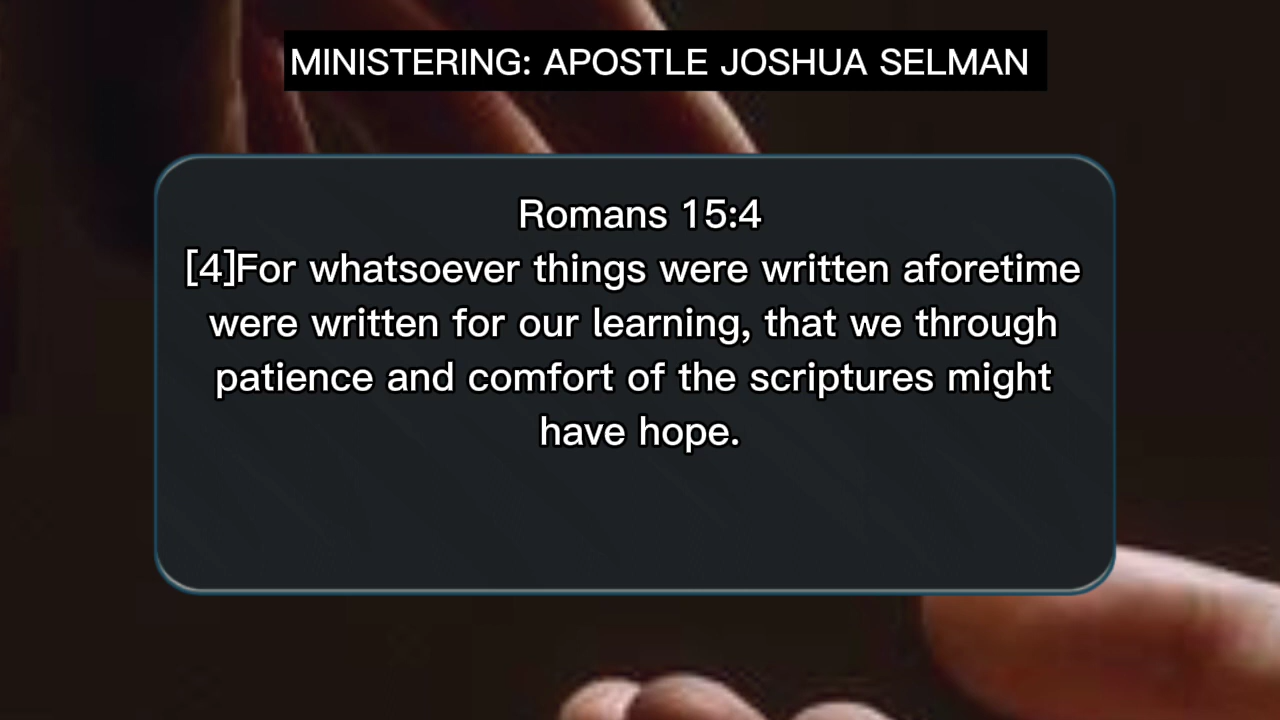 MINISTERING: APOSTLE JOSHUA SELMAN
Romans 15:4
[4]For whatsoever things were written aforetime
were written for our learning, that we through
patience and comfort of the scriptures might
have hope.